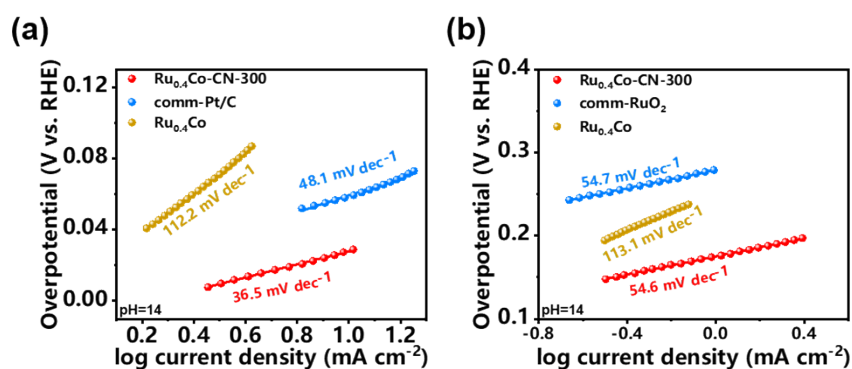 (a)
Overpotential (V vs. RHE)
0.12
0.08
0.04
0.00
Ru₀.₄Co-CN-300
comm-Pt/C
Ru₀.₄Co
112.2 mV dec⁻¹
48.1 mV dec⁻¹
36.5 mV dec⁻¹
pH=14
0.2 0.4 0.6 0.8 1.0 1.2
log current density (mA cm⁻²)
(b)
Overpotential (V vs. RHE)
0.4
0.3
0.2
0.1
Ru₀.₄Co-CN-300
comm-RuO₂
Ru₀.₄Co
54.7 mV dec⁻¹
113.1 mV dec⁻¹
54.6 mV dec⁻¹
pH=14
-0.8 -0.4 0.0 0.4
log current density (mA cm⁻²)